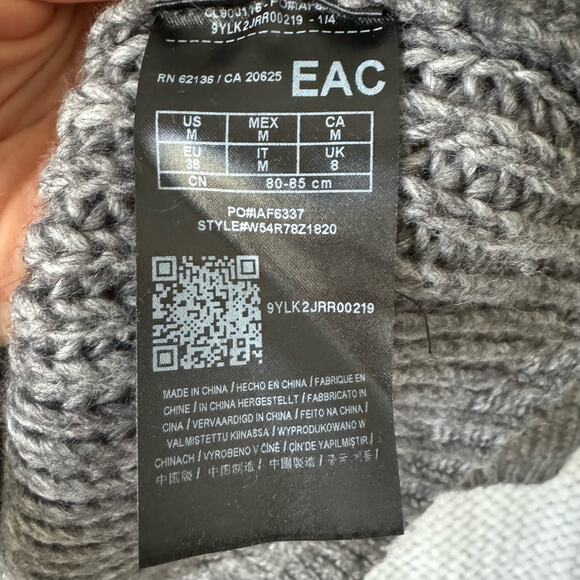 9YLK2JRR00219 - 1/4
RN 62136 / CA 20625 EAC
US MEX CA
M M M
EU IT UK
38 M 8
CN 80-85 cm
PO#IAF6337
STYLE#W54R78Z1820
9YLK2JRR00219
MADE IN CHINA / HECHO EN CHINA / FABRIQUE EN
CHINE / IN CHINA HERGESTELLT / FABBRICATO IN
CINA / VERVAARDIGD IN CHINA / FEITO NA CHINA /
VALMISTETTU KIINASSA / WYPRODUKOWANO W
CHINACH / VYROBENO V ČÍNĚ / ÇİN'DE YAPILMIŞTIR /
中国製 / 中国制造 / 中國製造 /